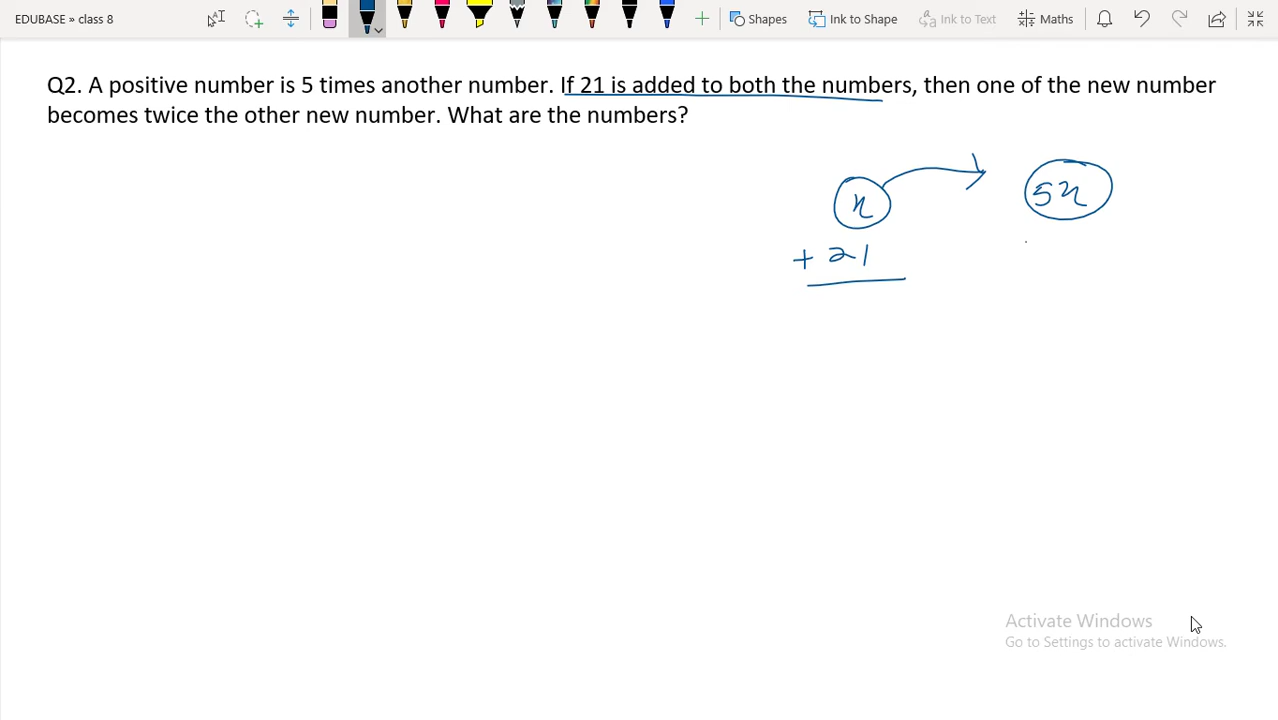 EDUBASE » class 8
Shapes
Ink to Shape
Ink to Text
Maths
Q2. A positive number is 5 times another number. If 21 is added to both the numbers, then one of the new number
becomes twice the other new number. What are the numbers?
x 5x
+ 21
Activate Windows
Go to Settings to activate Windows.